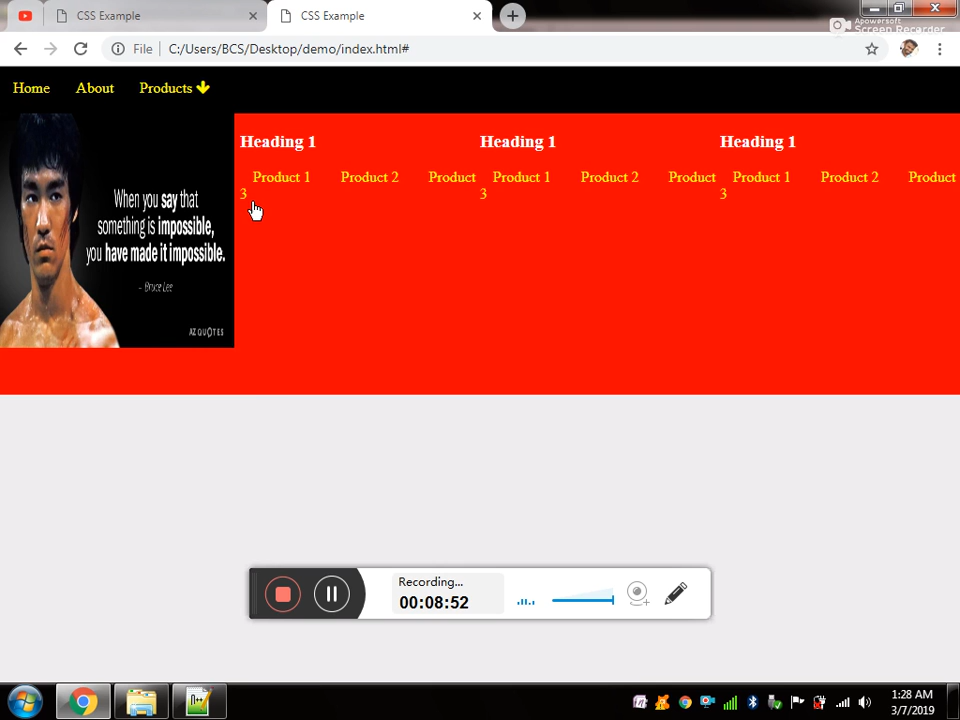 CSS Example
CSS Example
Apowersoft
Screen Recorder
File
C:/Users/BCS/Desktop/demo/index.html#
Home
About
Products
Heading 1
Heading 1
Heading 1
Product 1 Product 2 Product
3
Product 1 Product 2 Product
3
Product 1 Product 2 Product
3
When you say that
something is impossible,
you have made it impossible.
- Bruce Lee
AZ QUOTES
Recording...
00:08:52
1:28 AM
3/7/2019